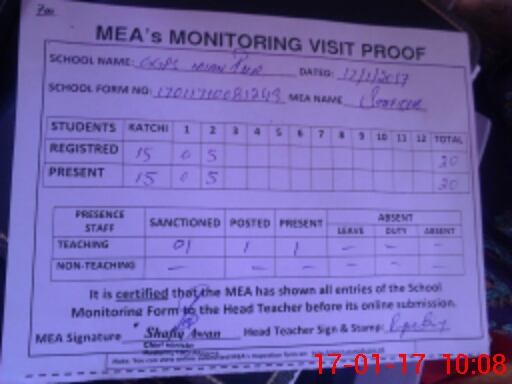 MEA's MONITORING VISIT PROOF
SCHOOL NAME: GGPS DATED: 17/1/2017
SCHOOL FORM NO: MEA NAME
STUDENTS KATCHI 1 2 3 4 5 6 7 8 9 10 11 12 TOTAL
REGISTRED 15 0 5 20
PRESENT 15 0 5 20
PRESENCE STAFF SANCTIONED POSTED PRESENT ABSENT
LEAVE DUTY ABSENT
TEACHING 01 1 1 — — —
NON-TEACHING — — — — — —
It is certified that the MEA has shown all entries of the School
Monitoring Form to the Head Teacher before its online submission.
MEA Signature Shafiq Awan Head Teacher Sign & Stamp:
17-01-17 10:08